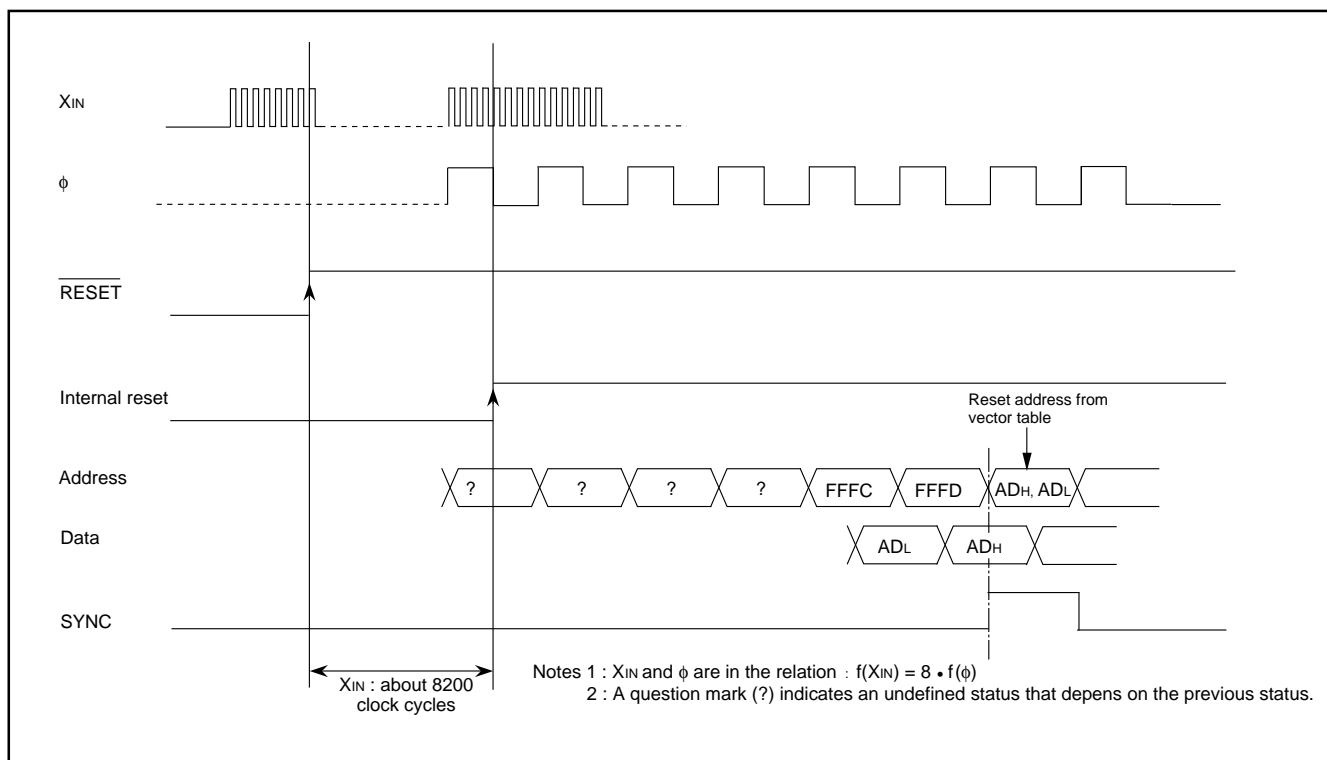 XIN
φ
RESET
Internal reset
Reset address from
vector table
Address
? ? ? ? FFFC FFFD ADH, ADL
Data
ADL ADH
SYNC
XIN : about 8200
clock cycles
Notes 1 : XIN and φ are in the relation : f(XIN) = 8 • f(φ)
2 : A question mark (?) indicates an undefined status that depens on the previous status.